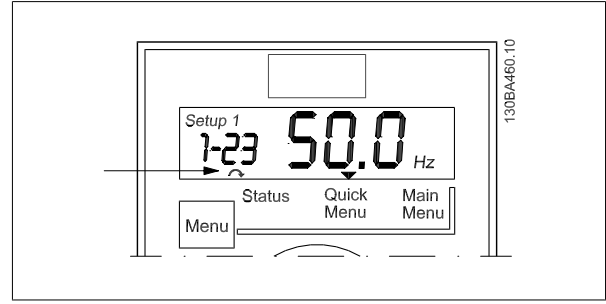 Setup 1
1-23 50.0 Hz
Status Quick Menu Main Menu
Menu
130BA460.10